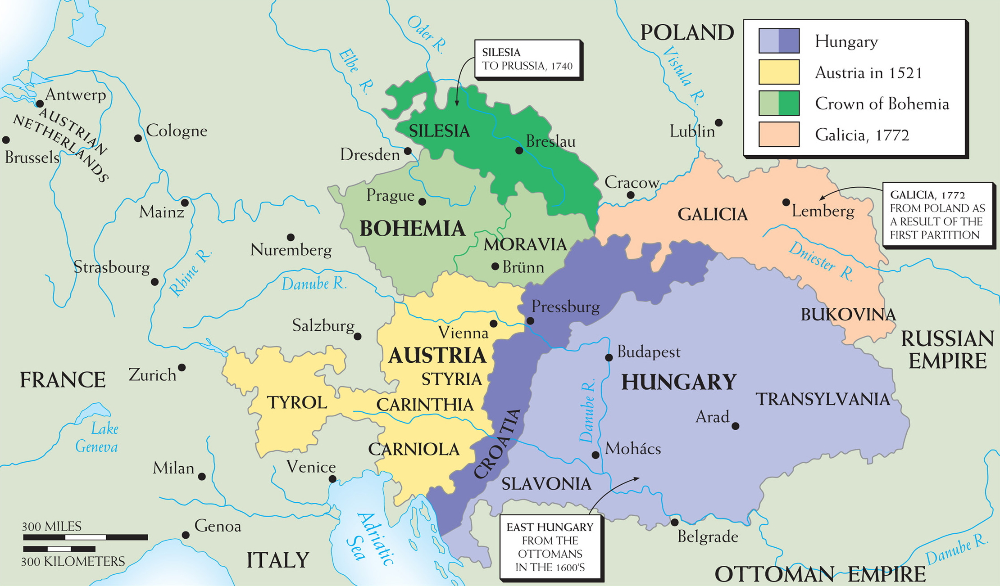 Oder R.
Elbe R.
SILESIA
TO PRUSSIA, 1740
POLAND
Vistula R.
Hungary
Austria in 1521
Crown of Bohemia
Galicia, 1772
Antwerp
AUSTRIAN
NETHERLANDS
Cologne
Brussels
SILESIA
Breslau
Dresden
Lublin
Cracow
Prague
Mainz
BOHEMIA
GALICIA
Lemberg
GALICIA, 1772
FROM POLAND AS
A RESULT OF THE
FIRST PARTITION
Nuremberg
MORAVIA
Brünn
Strasbourg
Rhine R.
Danube R.
Dniester R.
Pressburg
BUKOVINA
Salzburg
Vienna
RUSSIAN
EMPIRE
AUSTRIA
Budapest
FRANCE
Zurich
STYRIA
HUNGARY
TYROL
CARINTHIA
TRANSYLVANIA
Arad
Danube R.
CROATIA
Lake
Geneva
CARNIOLA
Mohács
Milan
Venice
SLAVONIA
Adriatic
Sea
300 MILES
300 KILOMETERS
Genoa
ITALY
EAST HUNGARY
FROM THE
OTTOMANS
IN THE 1600'S
Belgrade
Danube R.
OTTOMAN EMPIRE